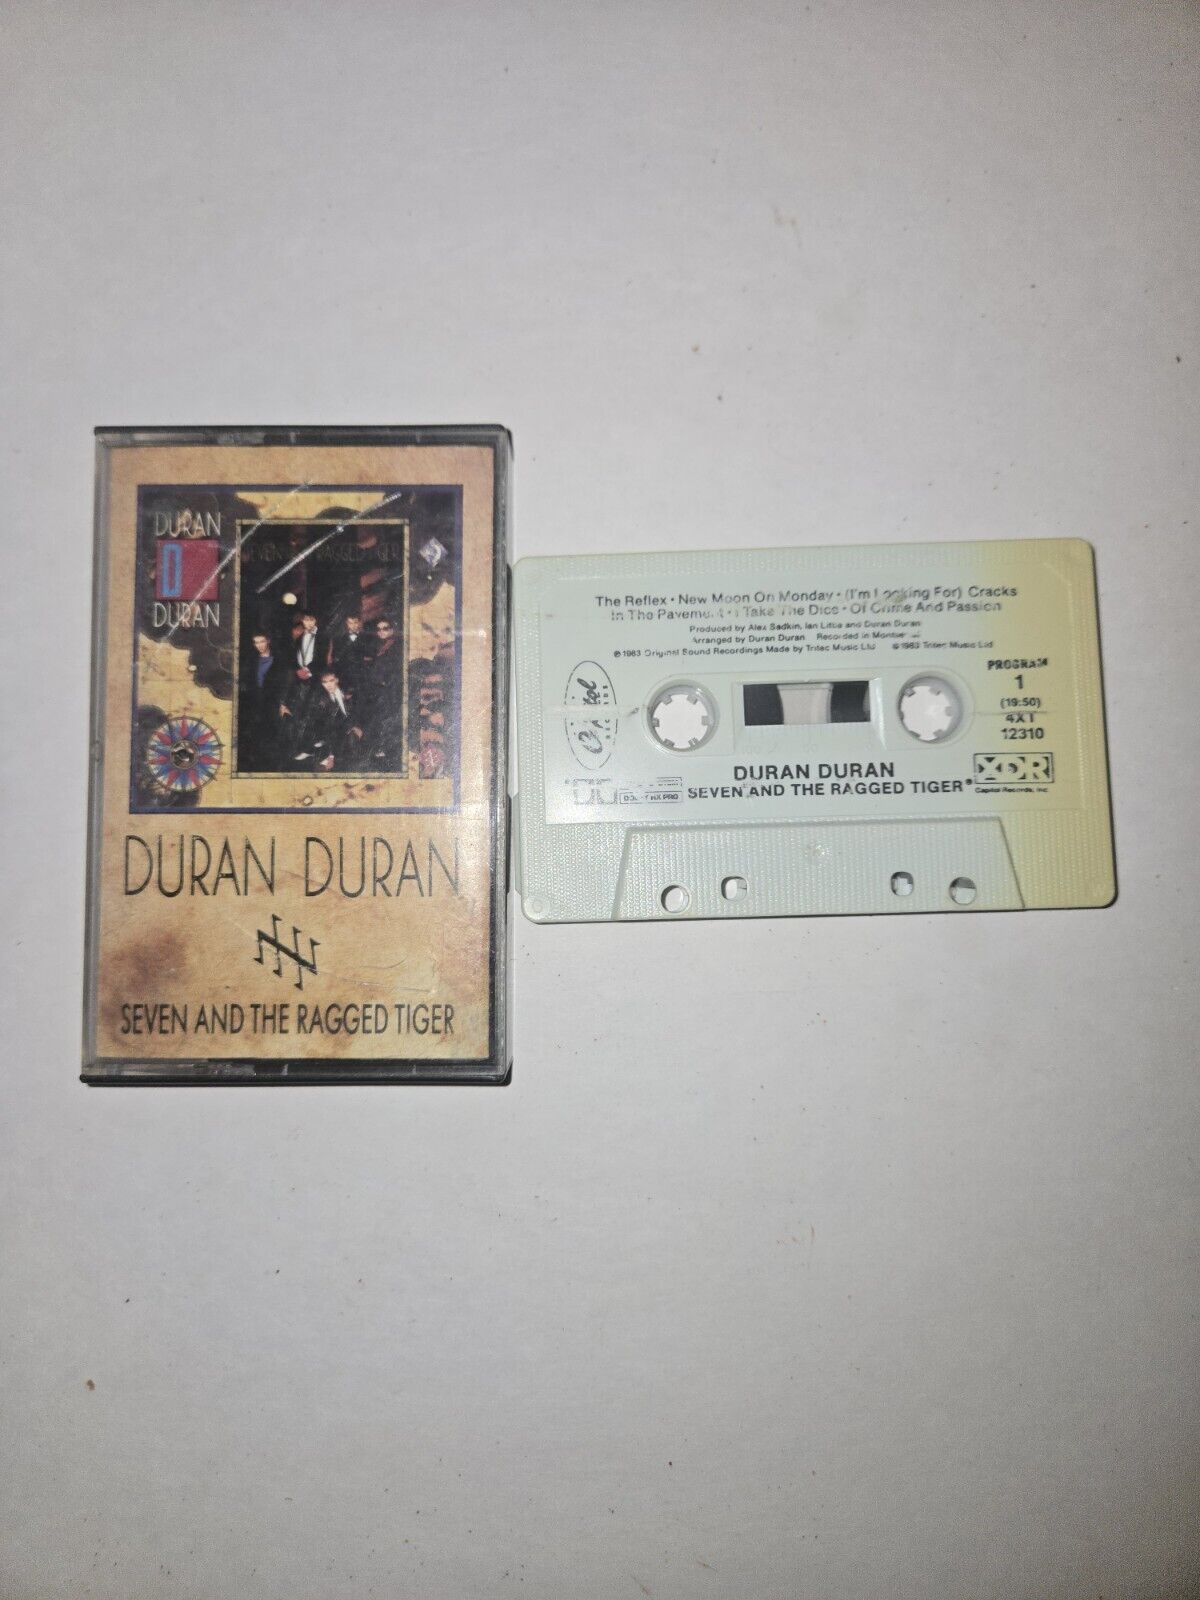 DURAN
D
DURAN
SEVEN RAGGED TIGER
DURAN DURAN
SEVEN AND THE RAGGED TIGER
The Reflex • New Moon On Monday • (I'm Looking For) Cracks
In The Pavement • I Take The Dice • Of Crime And Passion
Produced by Alex Sadkin, Ian Little and Duran Duran
Arranged by Duran Duran Recorded in Montserrat
℗ 1983 Original Sound Recordings Made by Tritec Music Ltd © 1983 Tritec Music Ltd
Capitol
RECORDS
PROGRAM
1
(19:50)
4XT
12310
DURAN DURAN
SEVEN AND THE RAGGED TIGER®
XDR
Capitol Records, Inc.
HX PRO